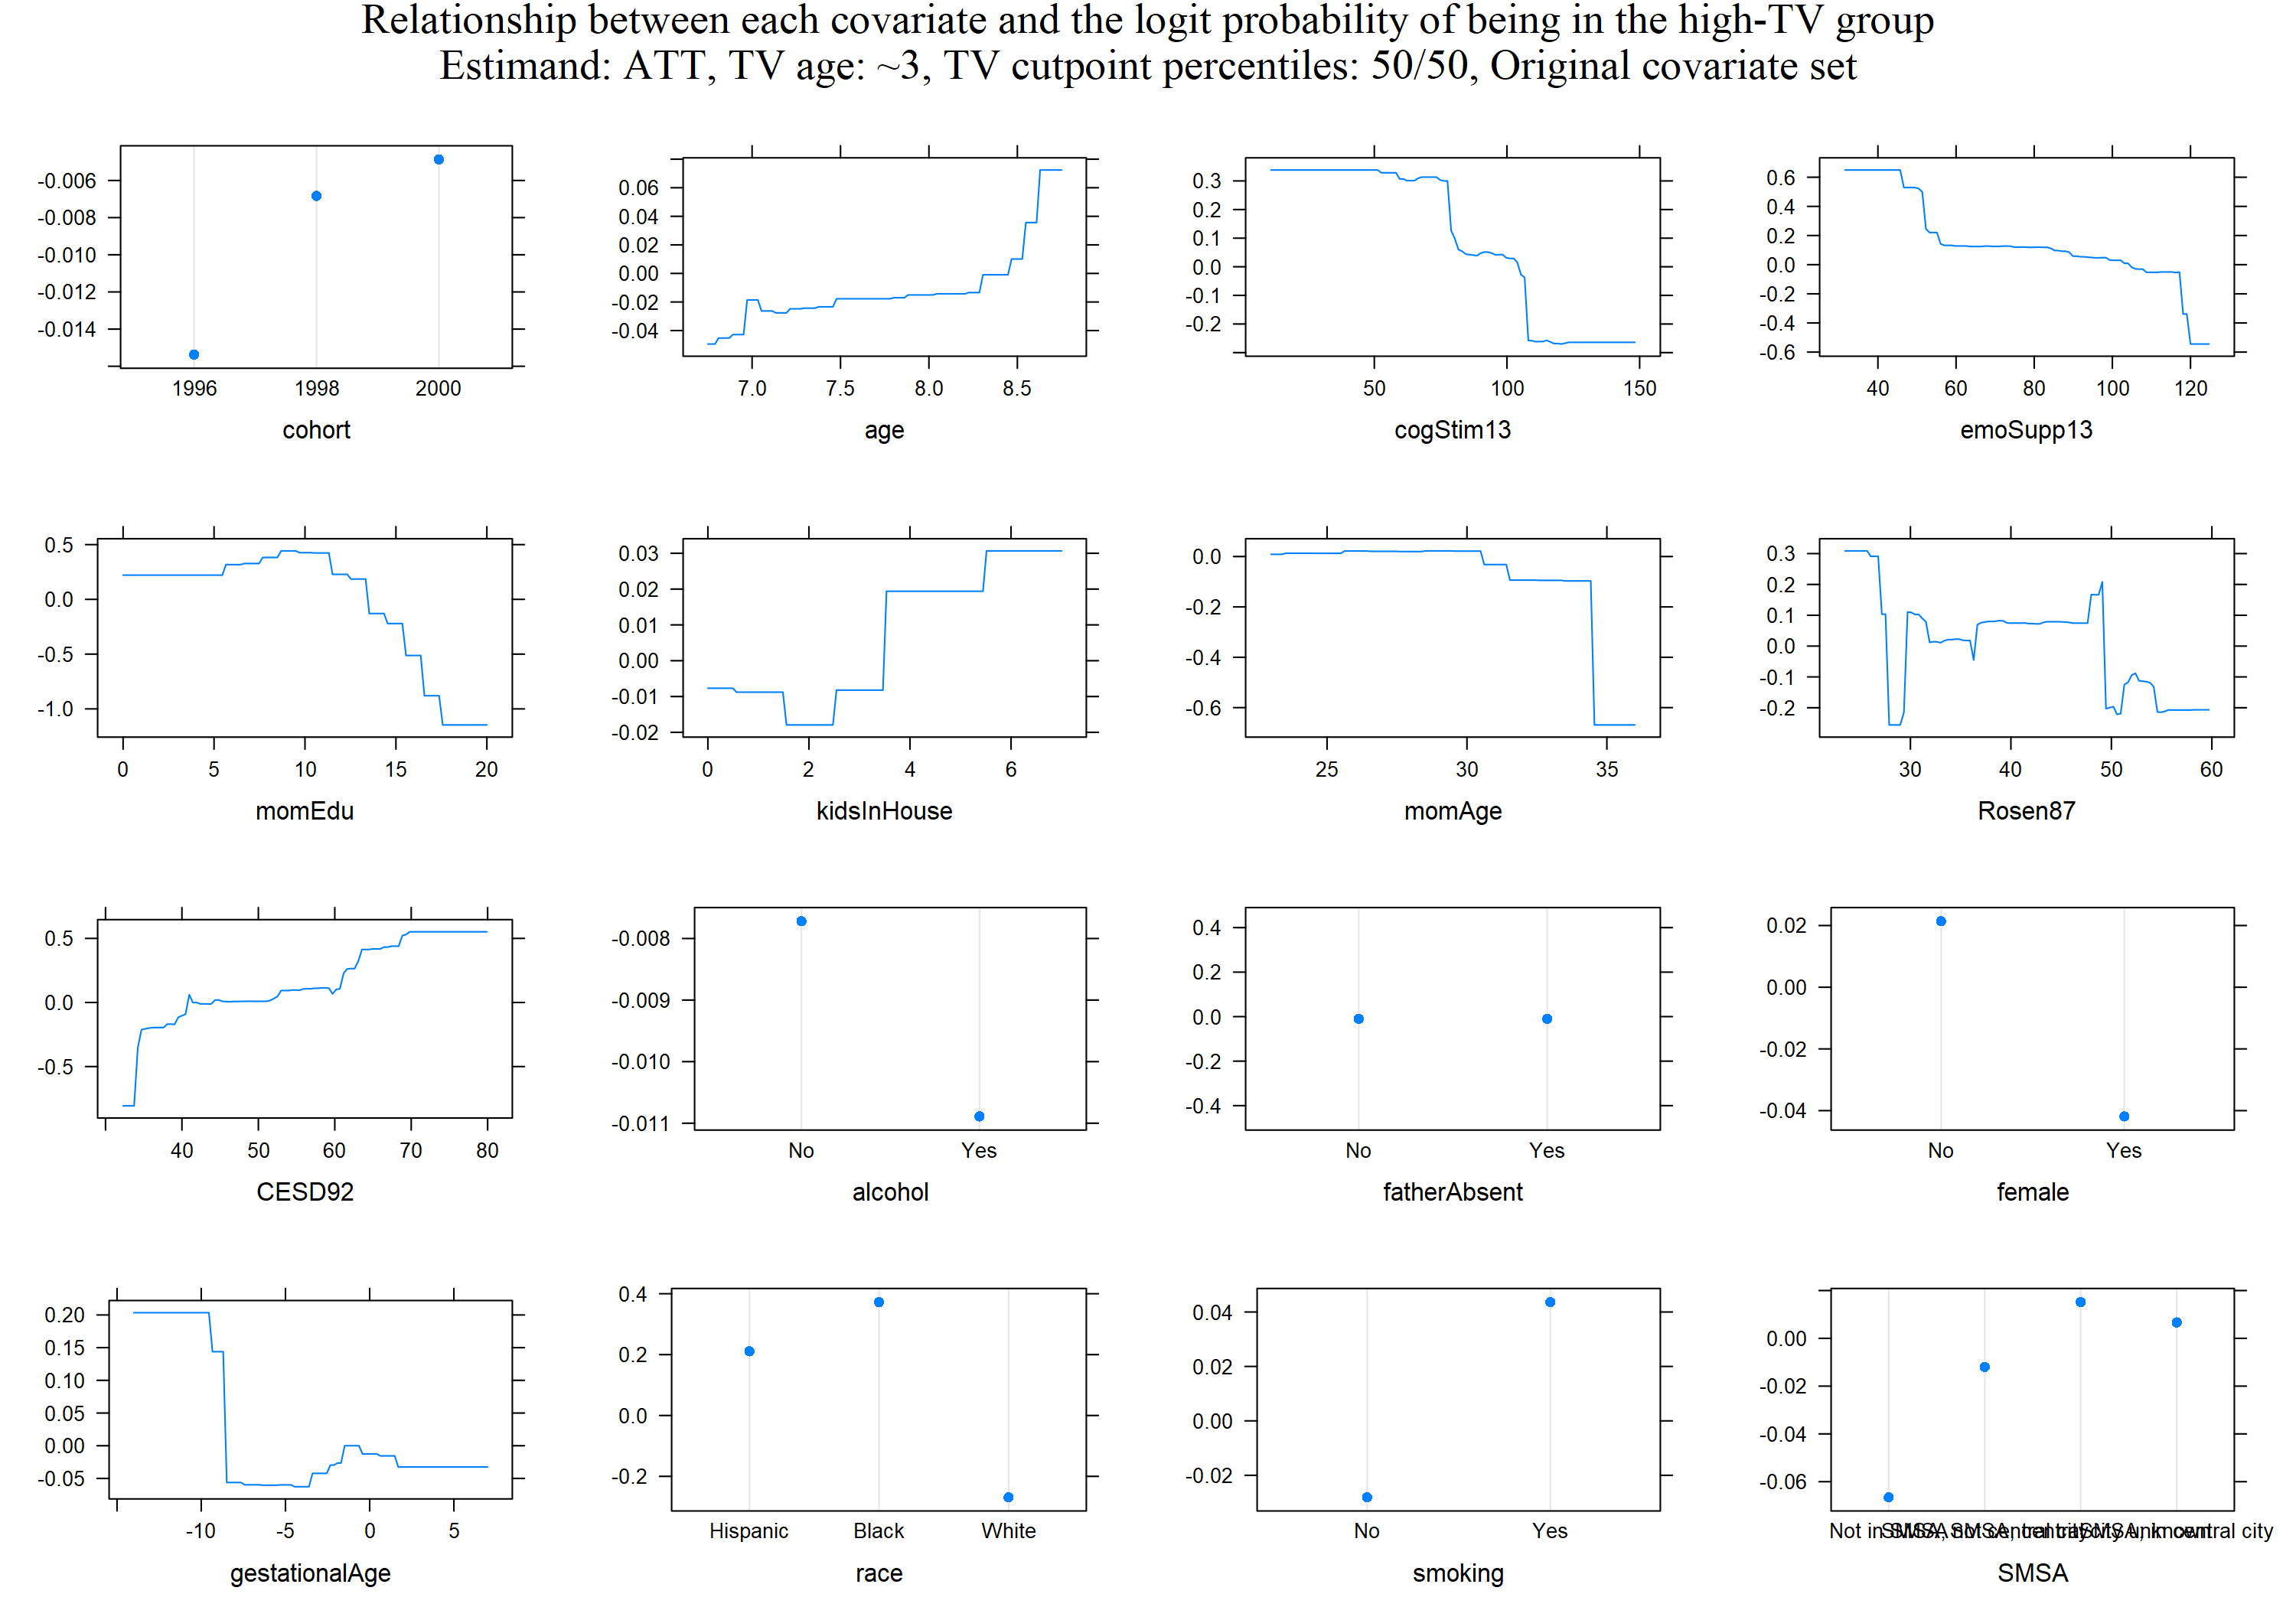 Relationship between each covariate and the logit probability of being in the high-TV group
Estimand: ATT, TV age: ~3, TV cutpoint percentiles: 50/50, Original covariate set
-0.006
-0.008
-0.010
-0.012
-0.014
1996 1998 2000
cohort
0.06
0.04
0.02
0.00
-0.02
-0.04
7.0 7.5 8.0 8.5
age
0.3
0.2
0.1
0.0
-0.1
-0.2
50 100 150
cogStim13
0.6
0.4
0.2
0.0
-0.2
-0.4
-0.6
40 60 80 100 120
emoSupp13
0.5
0.0
-0.5
-1.0
0 5 10 15 20
momEdu
0.03
0.02
0.01
0.00
-0.01
-0.02
0 2 4 6
kidsInHouse
0.0
-0.2
-0.4
-0.6
25 30 35
momAge
0.3
0.2
0.1
0.0
-0.1
-0.2
30 40 50 60
Rosen87
0.5
0.0
-0.5
40 50 60 70 80
CESD92
-0.008
-0.009
-0.010
-0.011
No Yes
alcohol
0.4
0.2
0.0
-0.2
-0.4
No Yes
fatherAbsent
0.02
0.00
-0.02
-0.04
No Yes
female
0.20
0.15
0.10
0.05
0.00
-0.05
-10 -5 0 5
gestationalAge
0.4
0.2
0.0
-0.2
Hispanic Black White
race
0.04
0.02
0.00
-0.02
No Yes
smoking
0.00
-0.02
-0.04
-0.06
Not in SMSA
SMSA